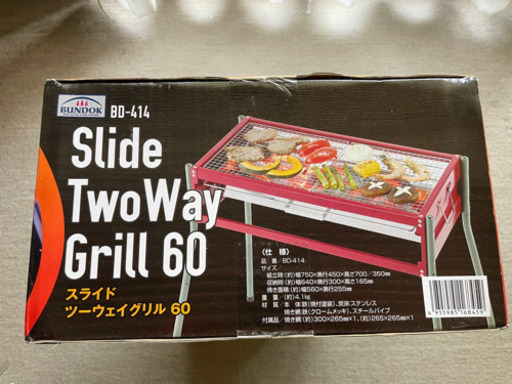 BUNDOK
BD-414
Slide
TwoWay
Grill 60
スライド
ツーウェイグリル 60
〈仕 様〉
品 番/BD-414
サイズ
組立時(約)幅750×奥行450×高さ700/350㎜
収納時(約)幅640×奥行300×高さ165㎜
焼き面積(約)幅560×奥行255㎜
重 量/(約)4.1kg
材 質/本 体:鉄(焼付塗装)、炭床:ステンレス
焼き網:鉄(クロームメッキ)、スチールパイプ
付属品/焼き網(約)300×265㎜×1、(約)265×265㎜×1
4 955985 168459